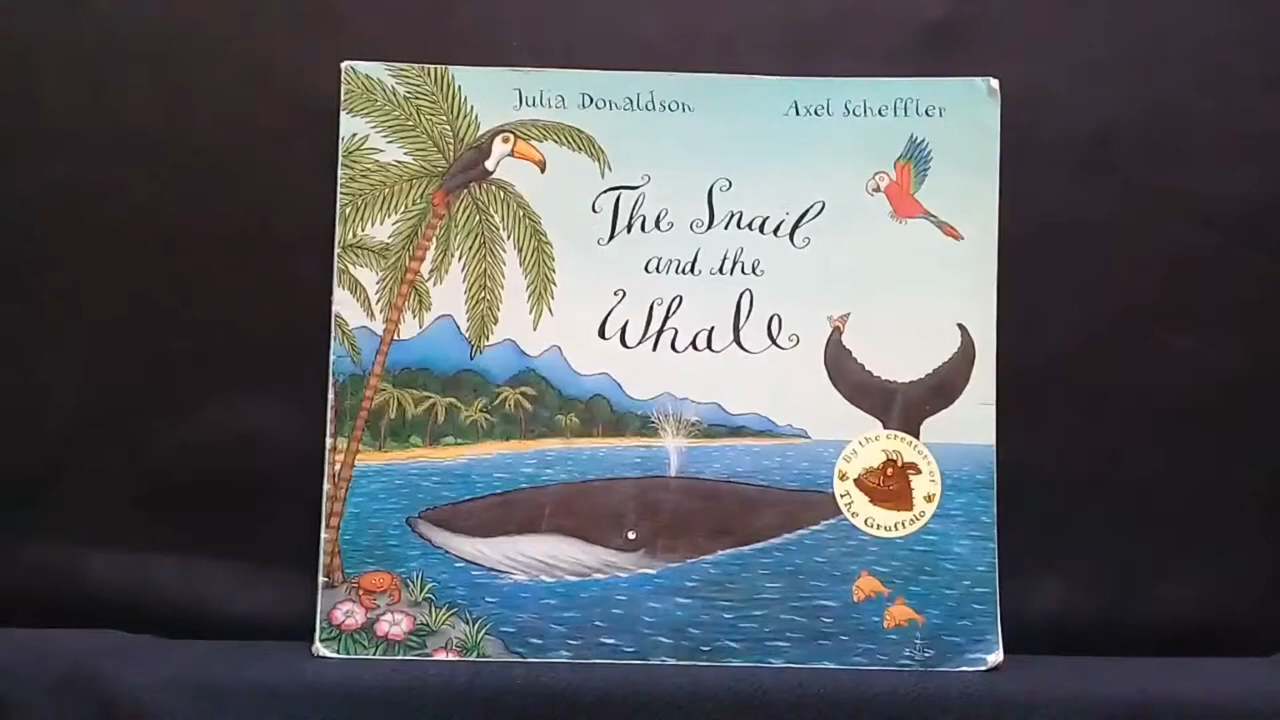 Julia Donaldson
Axel Scheffler
The Snail
and the
Whale
By the creators of
The Gruffalo